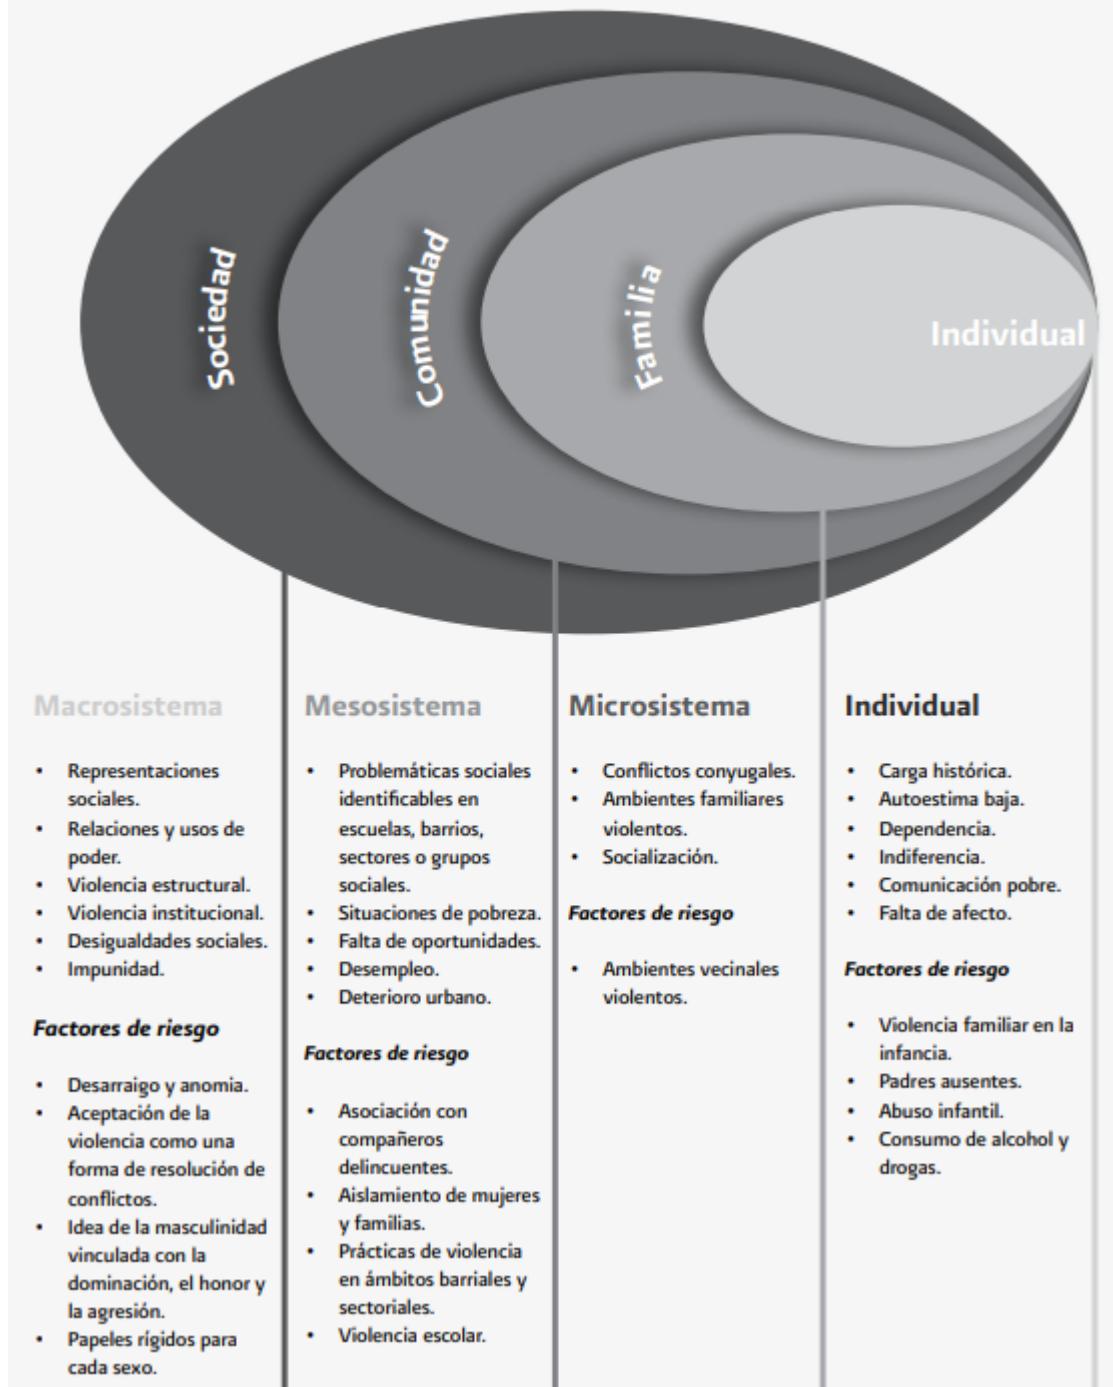 Sociedad
Comunidad
Familia
Individual
Macrosistema
• Representaciones
sociales.
• Relaciones y usos de
poder.
• Violencia estructural.
• Violencia institucional.
• Desigualdades sociales.
• Impunidad.
Factores de riesgo
• Desarraigo y anomia.
• Aceptación de la
violencia como una
forma de resolución de
conflictos.
• Idea de la masculinidad
vinculada con la
dominación, el honor y
la agresión.
• Papeles rígidos para
cada sexo.
Mesosistema
• Problemáticas sociales
identificables en
escuelas, barrios,
sectores o grupos
sociales.
• Situaciones de pobreza.
• Falta de oportunidades.
• Desempleo.
• Deterioro urbano.
Factores de riesgo
• Asociación con
compañeros
delincuentes.
• Aislamiento de mujeres
y familias.
• Prácticas de violencia
en ámbitos barriales y
sectoriales.
• Violencia escolar.
Microsistema
• Conflictos conyugales.
• Ambientes familiares
violentos.
• Socialización.
Factores de riesgo
• Ambientes vecinales
violentos.
Individual
• Carga histórica.
• Autoestima baja.
• Dependencia.
• Indiferencia.
• Comunicación pobre.
• Falta de afecto.
Factores de riesgo
• Violencia familiar en la
infancia.
• Padres ausentes.
• Abuso infantil.
• Consumo de alcohol y
drogas.